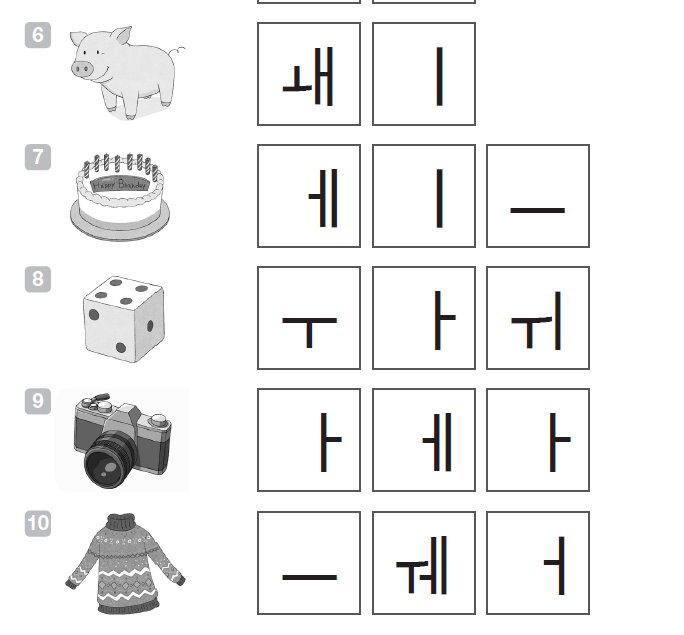 6 ㅙ ㅣ
7 Happy Birthday ㅔ ㅣ ㅡ
8 ㅜ ㅏ ㅟ
9 ㅏ ㅔ ㅏ
10 ㅡ ㅞ ㅓ